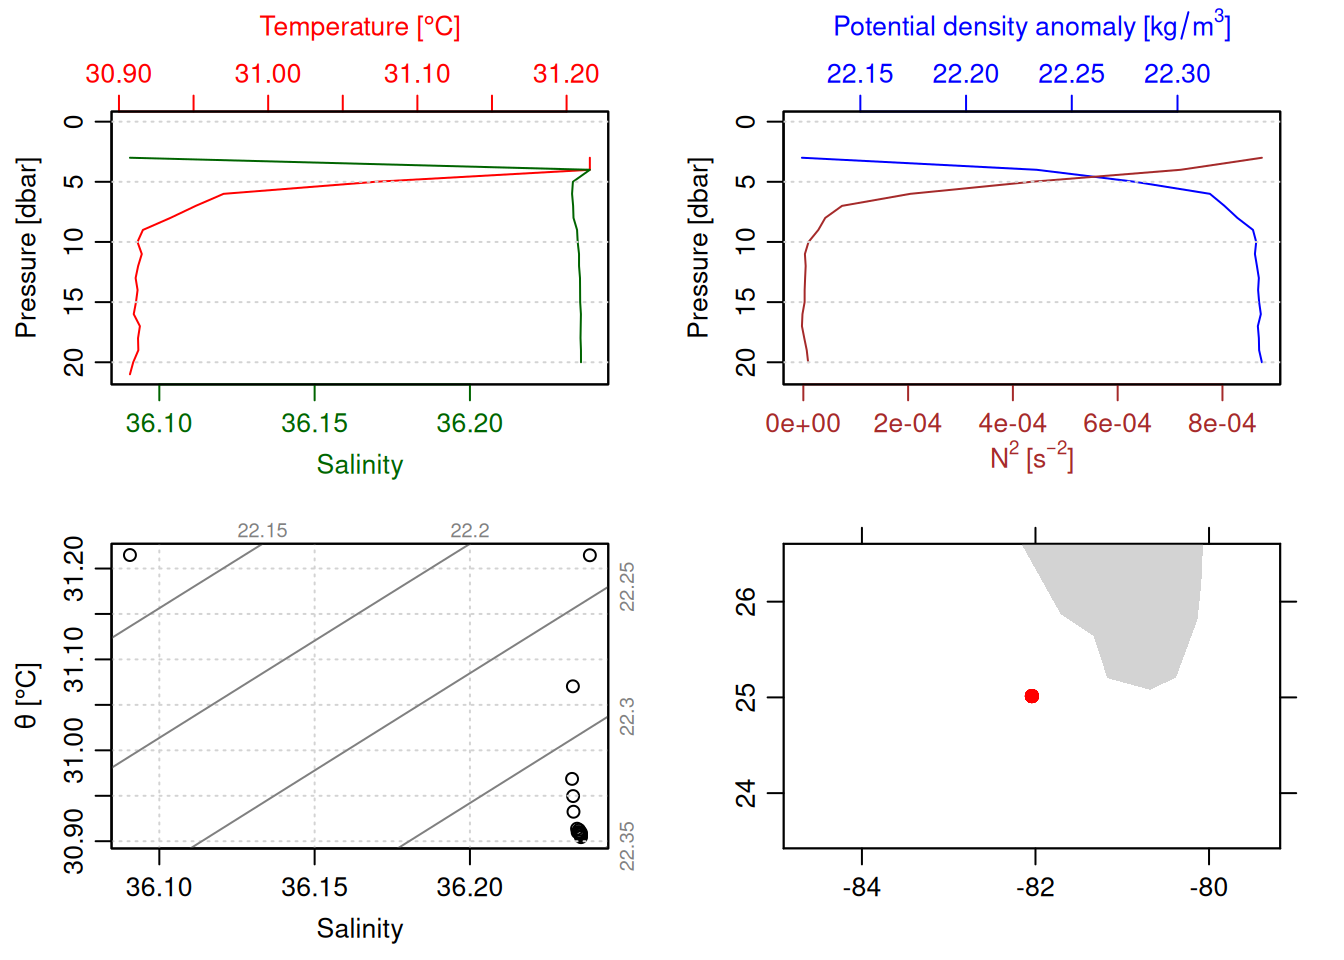 Temperature [°C]
30.90 31.00 31.10 31.20
Pressure [dbar]
0
5
10
15
20
36.10 36.15 36.20
Salinity
Potential density anomaly [kg/m³]
22.15 22.20 22.25 22.30
Pressure [dbar]
0
5
10
15
20
0e+00 2e-04 4e-04 6e-04 8e-04
N² [s⁻²]
22.15 22.2
θ [°C]
31.20
31.10
31.00
30.90
22.25
22.3
22.35
36.10 36.15 36.20
Salinity
26
25
24
-84 -82 -80